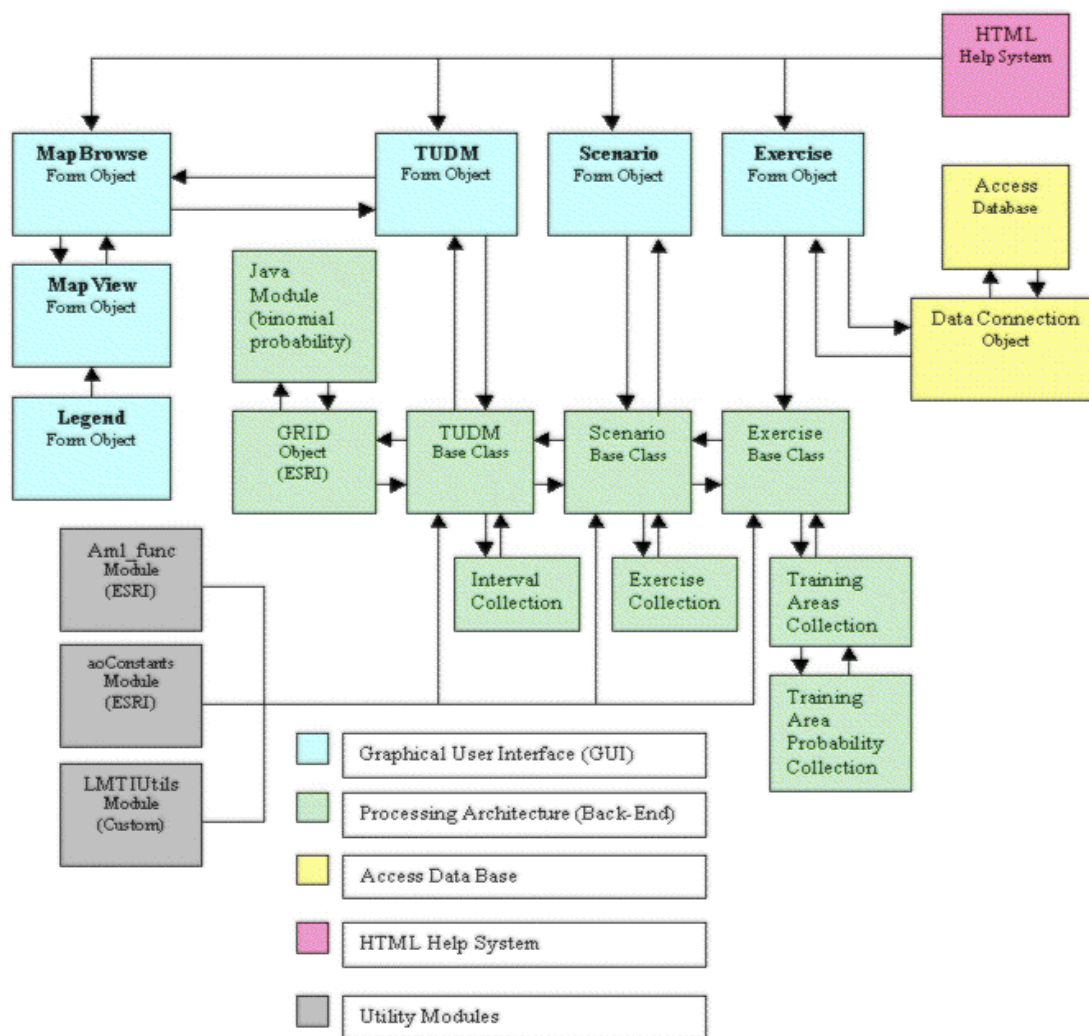 HTML
Help System
Map Browse
Form Object
TUDM
Form Object
Scenario
Form Object
Exercise
Form Object
Access
Database
Map View
Form Object
Java
Module
(binomial
probability)
Data Connection
Object
Legend
Form Object
GRID
Object
(ESRI)
TUDM
Base Class
Scenario
Base Class
Exercise
Base Class
Aml_func
Module
(ESRI)
Interval
Collection
Exercise
Collection
Training
Areas
Collection
aoConstants
Module
(ESRI)
Training
Area
Probability
Collection
LMTIUtils
Module
(Custom)
Graphical User Interface (GUI)
Processing Architecture (Back-End)
Access Data Base
HTML Help System
Utility Modules